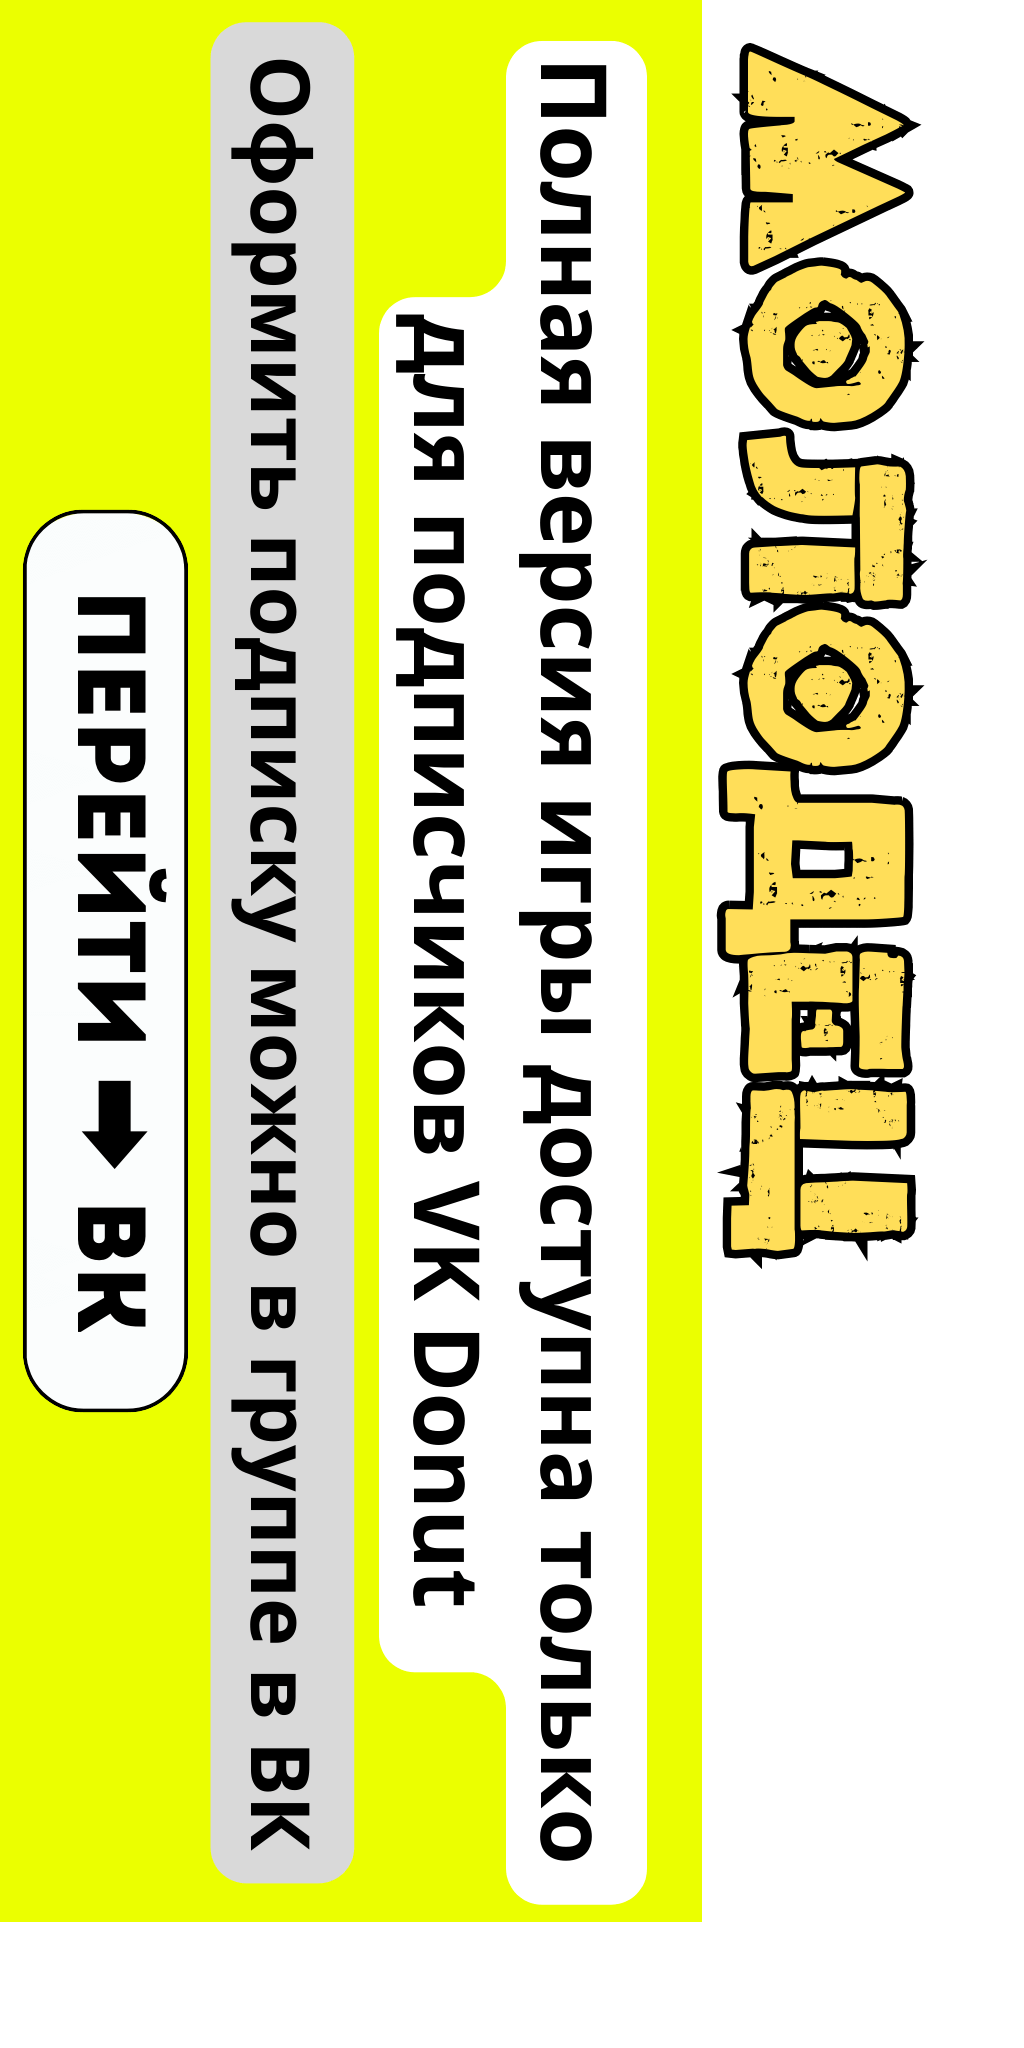 МОЛОДЕЦ
Полная версия игры доступна только
для подписчиков VK Donut
Оформить подписку можно в группе в ВК
ПЕРЕЙТИ ➡ ВК